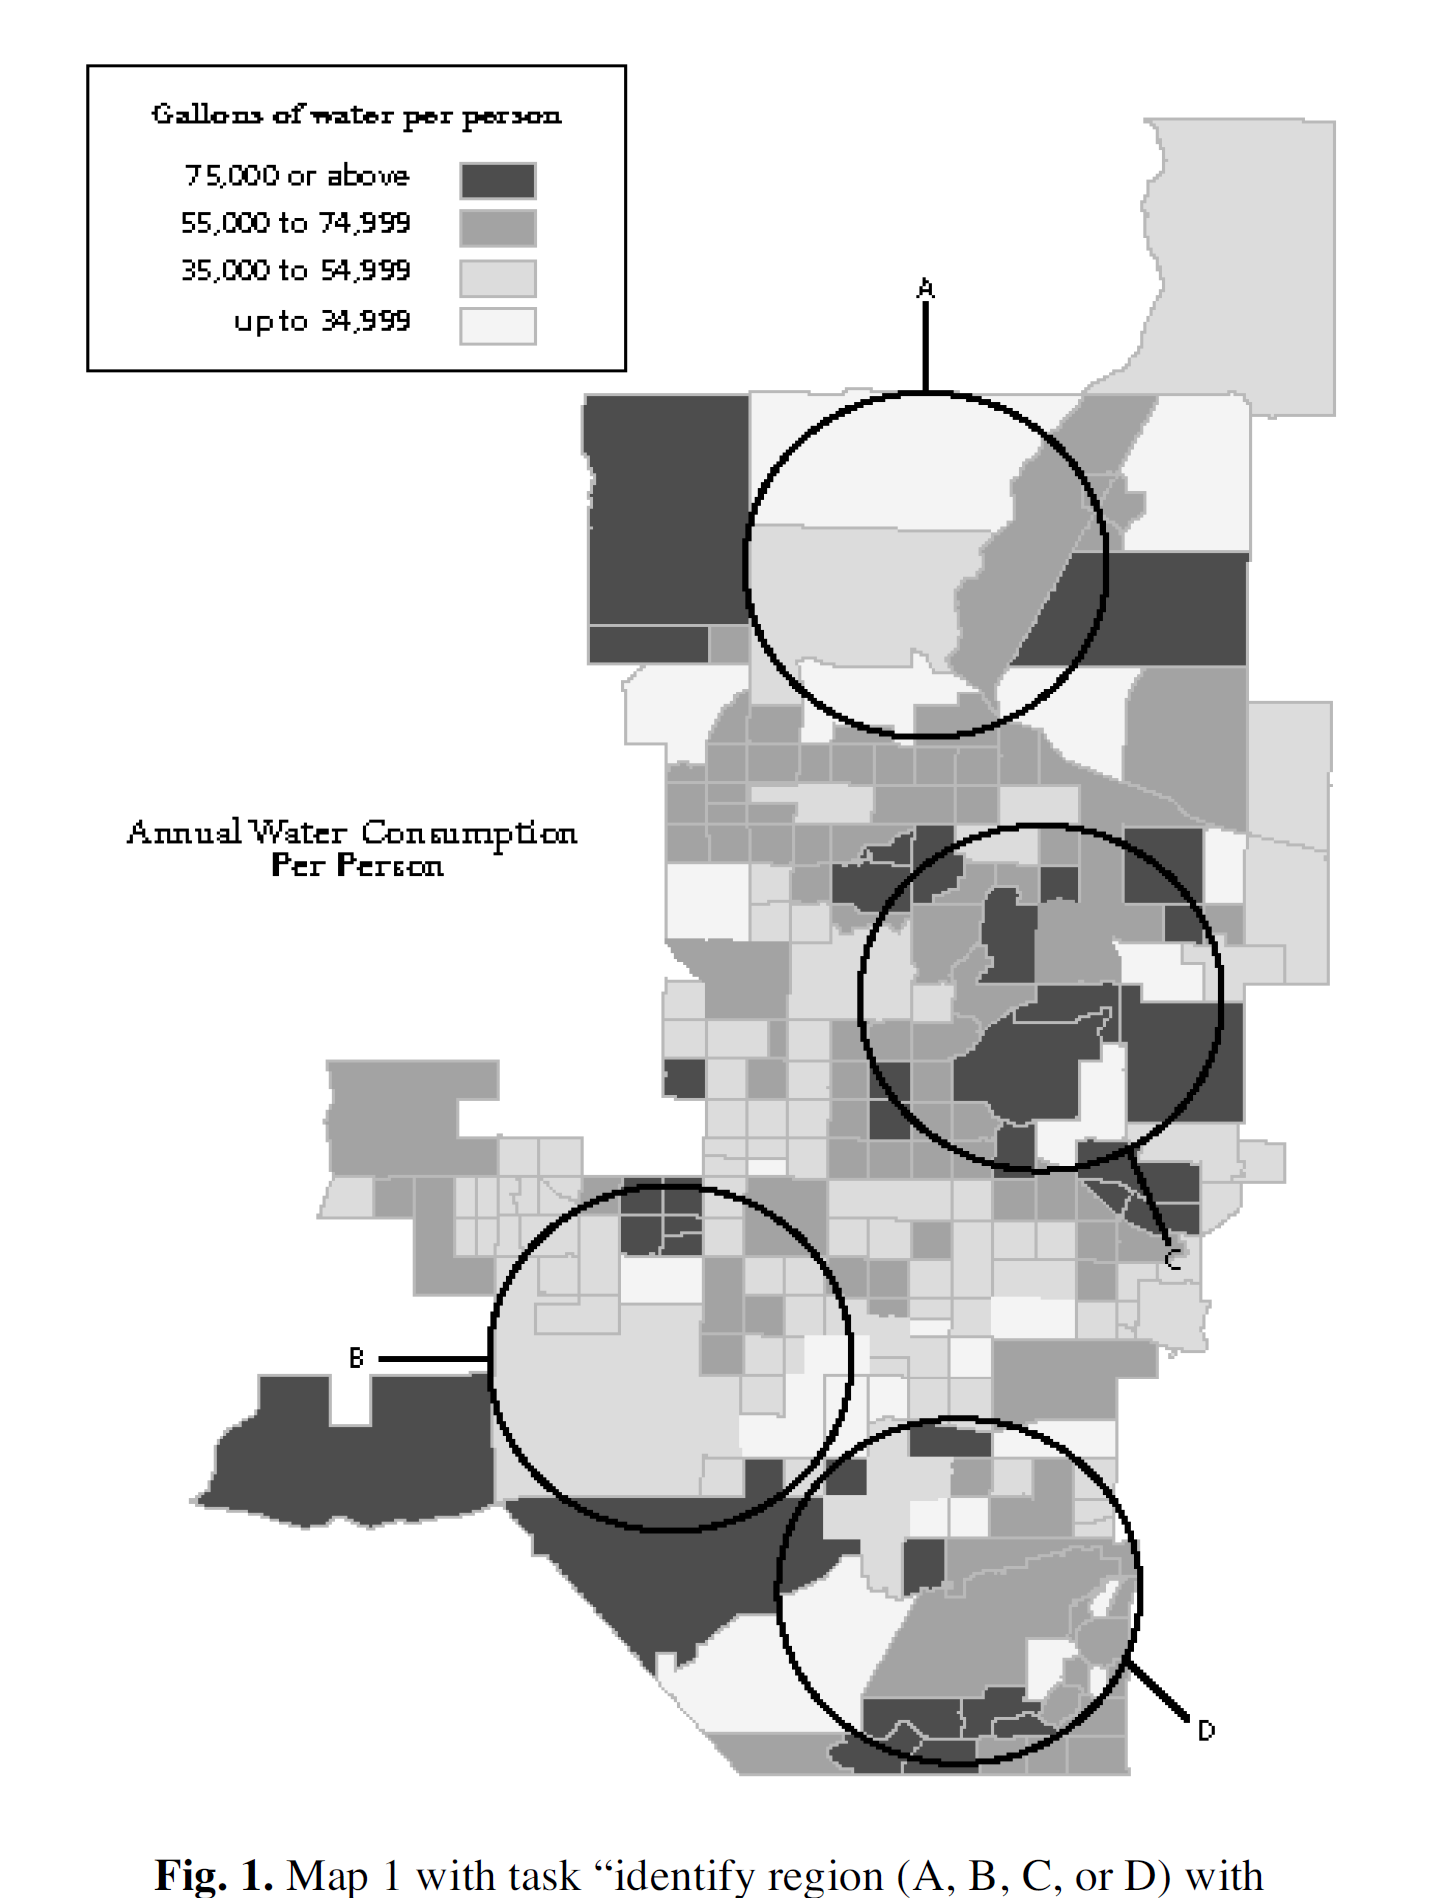 Gallons of water per person
75,000 or above
55,000 to 74,999
35,000 to 54,999
up to 34,999
A
Annual Water Consumption
Per Person
C
B
D
Fig. 1. Map 1 with task “identify region (A, B, C, or D) with